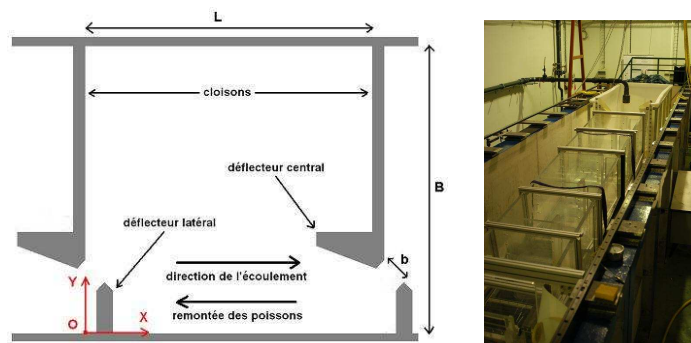 L
cloisons
déflecteur central
B
déflecteur latéral
b
direction de l'écoulement
Y
remontée des poissons
O
X